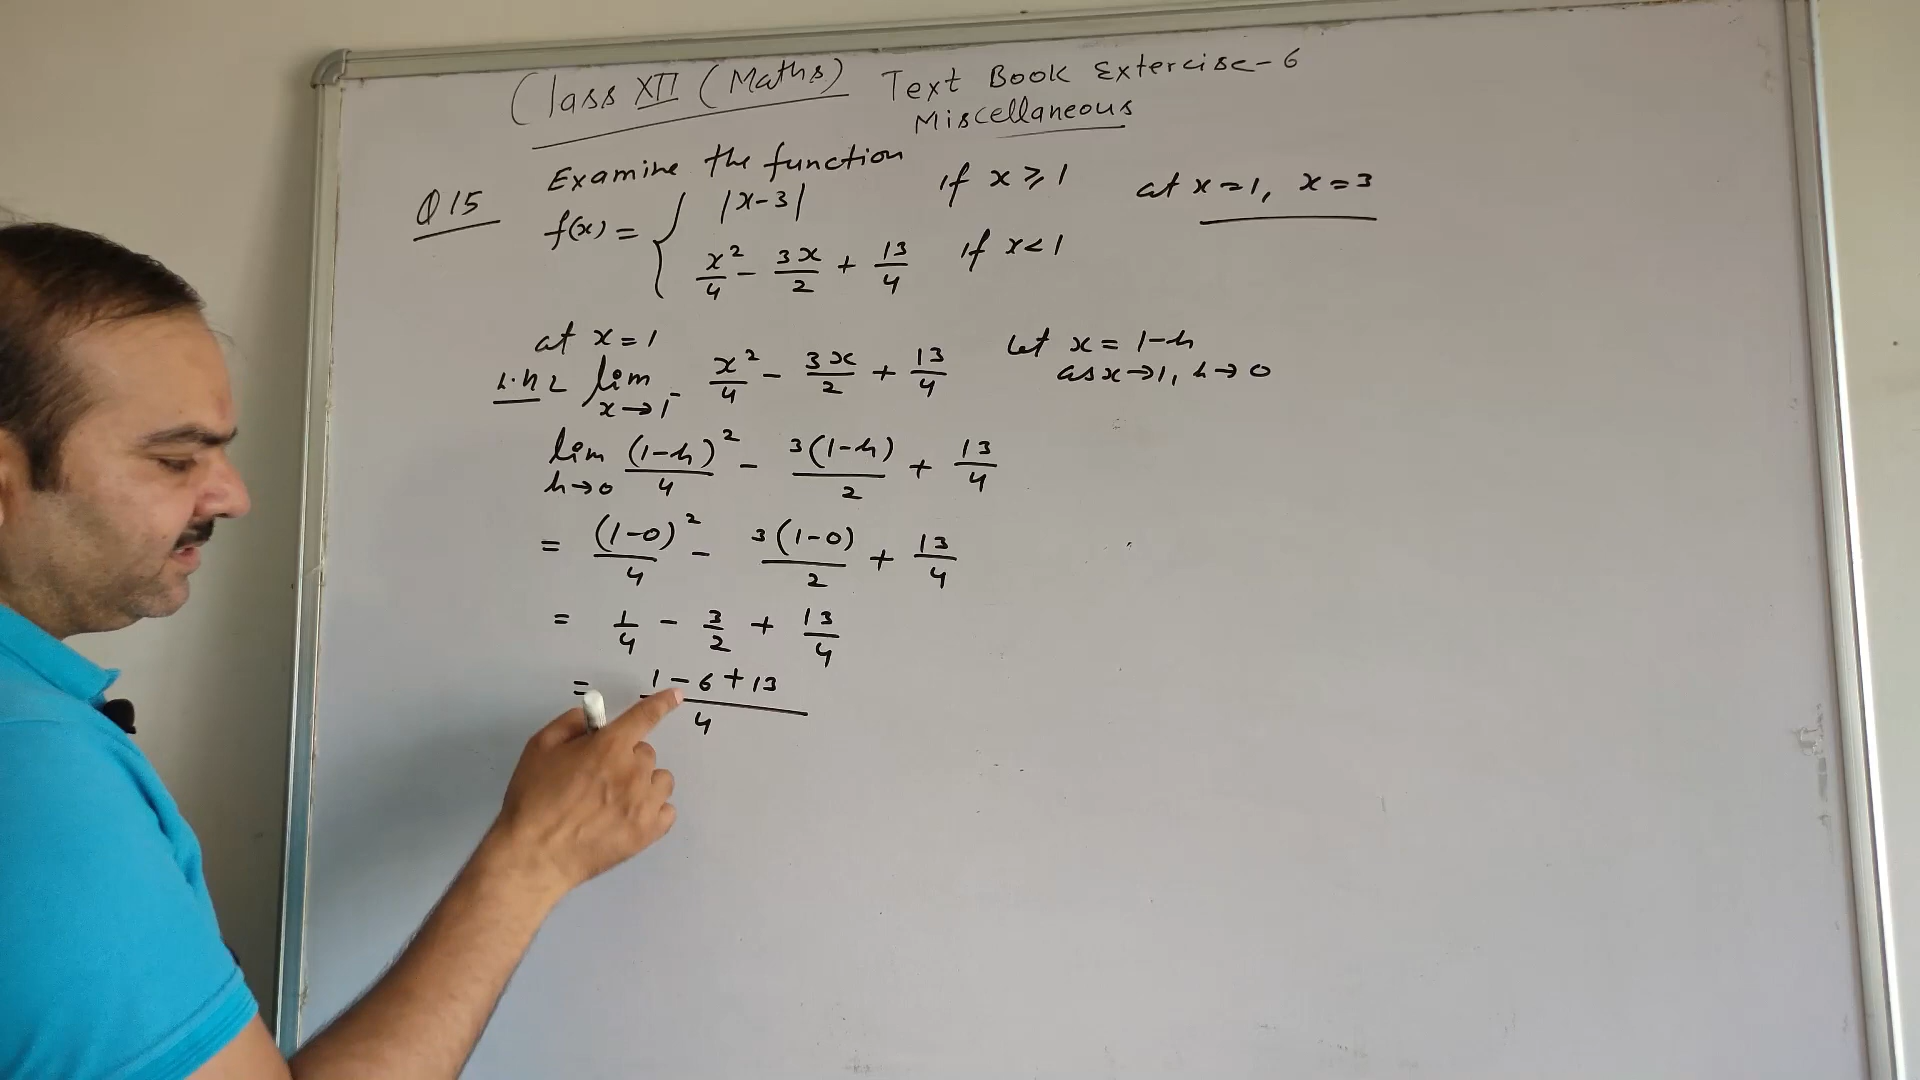 Class XII (Maths) Text Book Extercise-6
Miscellaneous
Q15 Examine the function
f(x) = { |x-3| if x ⩾ 1 at x=1, x=3
x²/4 - 3x/2 + 13/4 if x < 1
at x = 1 Let x = 1-h
L.H.L lim x→1⁻ x²/4 - 3x/2 + 13/4 as x→1, h→0
lim h→0 (1-h)²/4 - 3(1-h)/2 + 13/4
= (1-0)²/4 - 3(1-0)/2 + 13/4
= 1/4 - 3/2 + 13/4
= 1-6+13/4